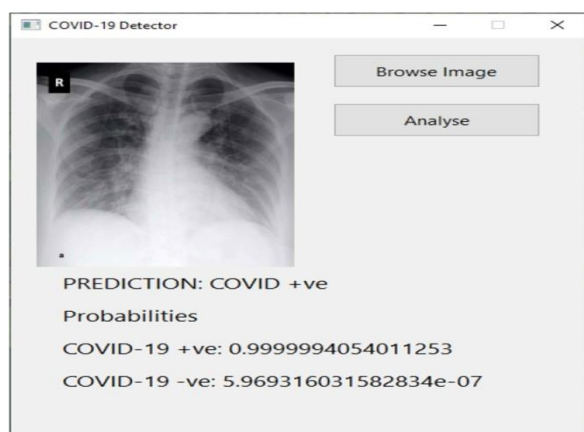 COVID-19 Detector
R
Browse Image
Analyse
a
PREDICTION: COVID +ve
Probabilities
COVID-19 +ve: 0.9999994054011253
COVID-19 -ve: 5.969316031582834e-07